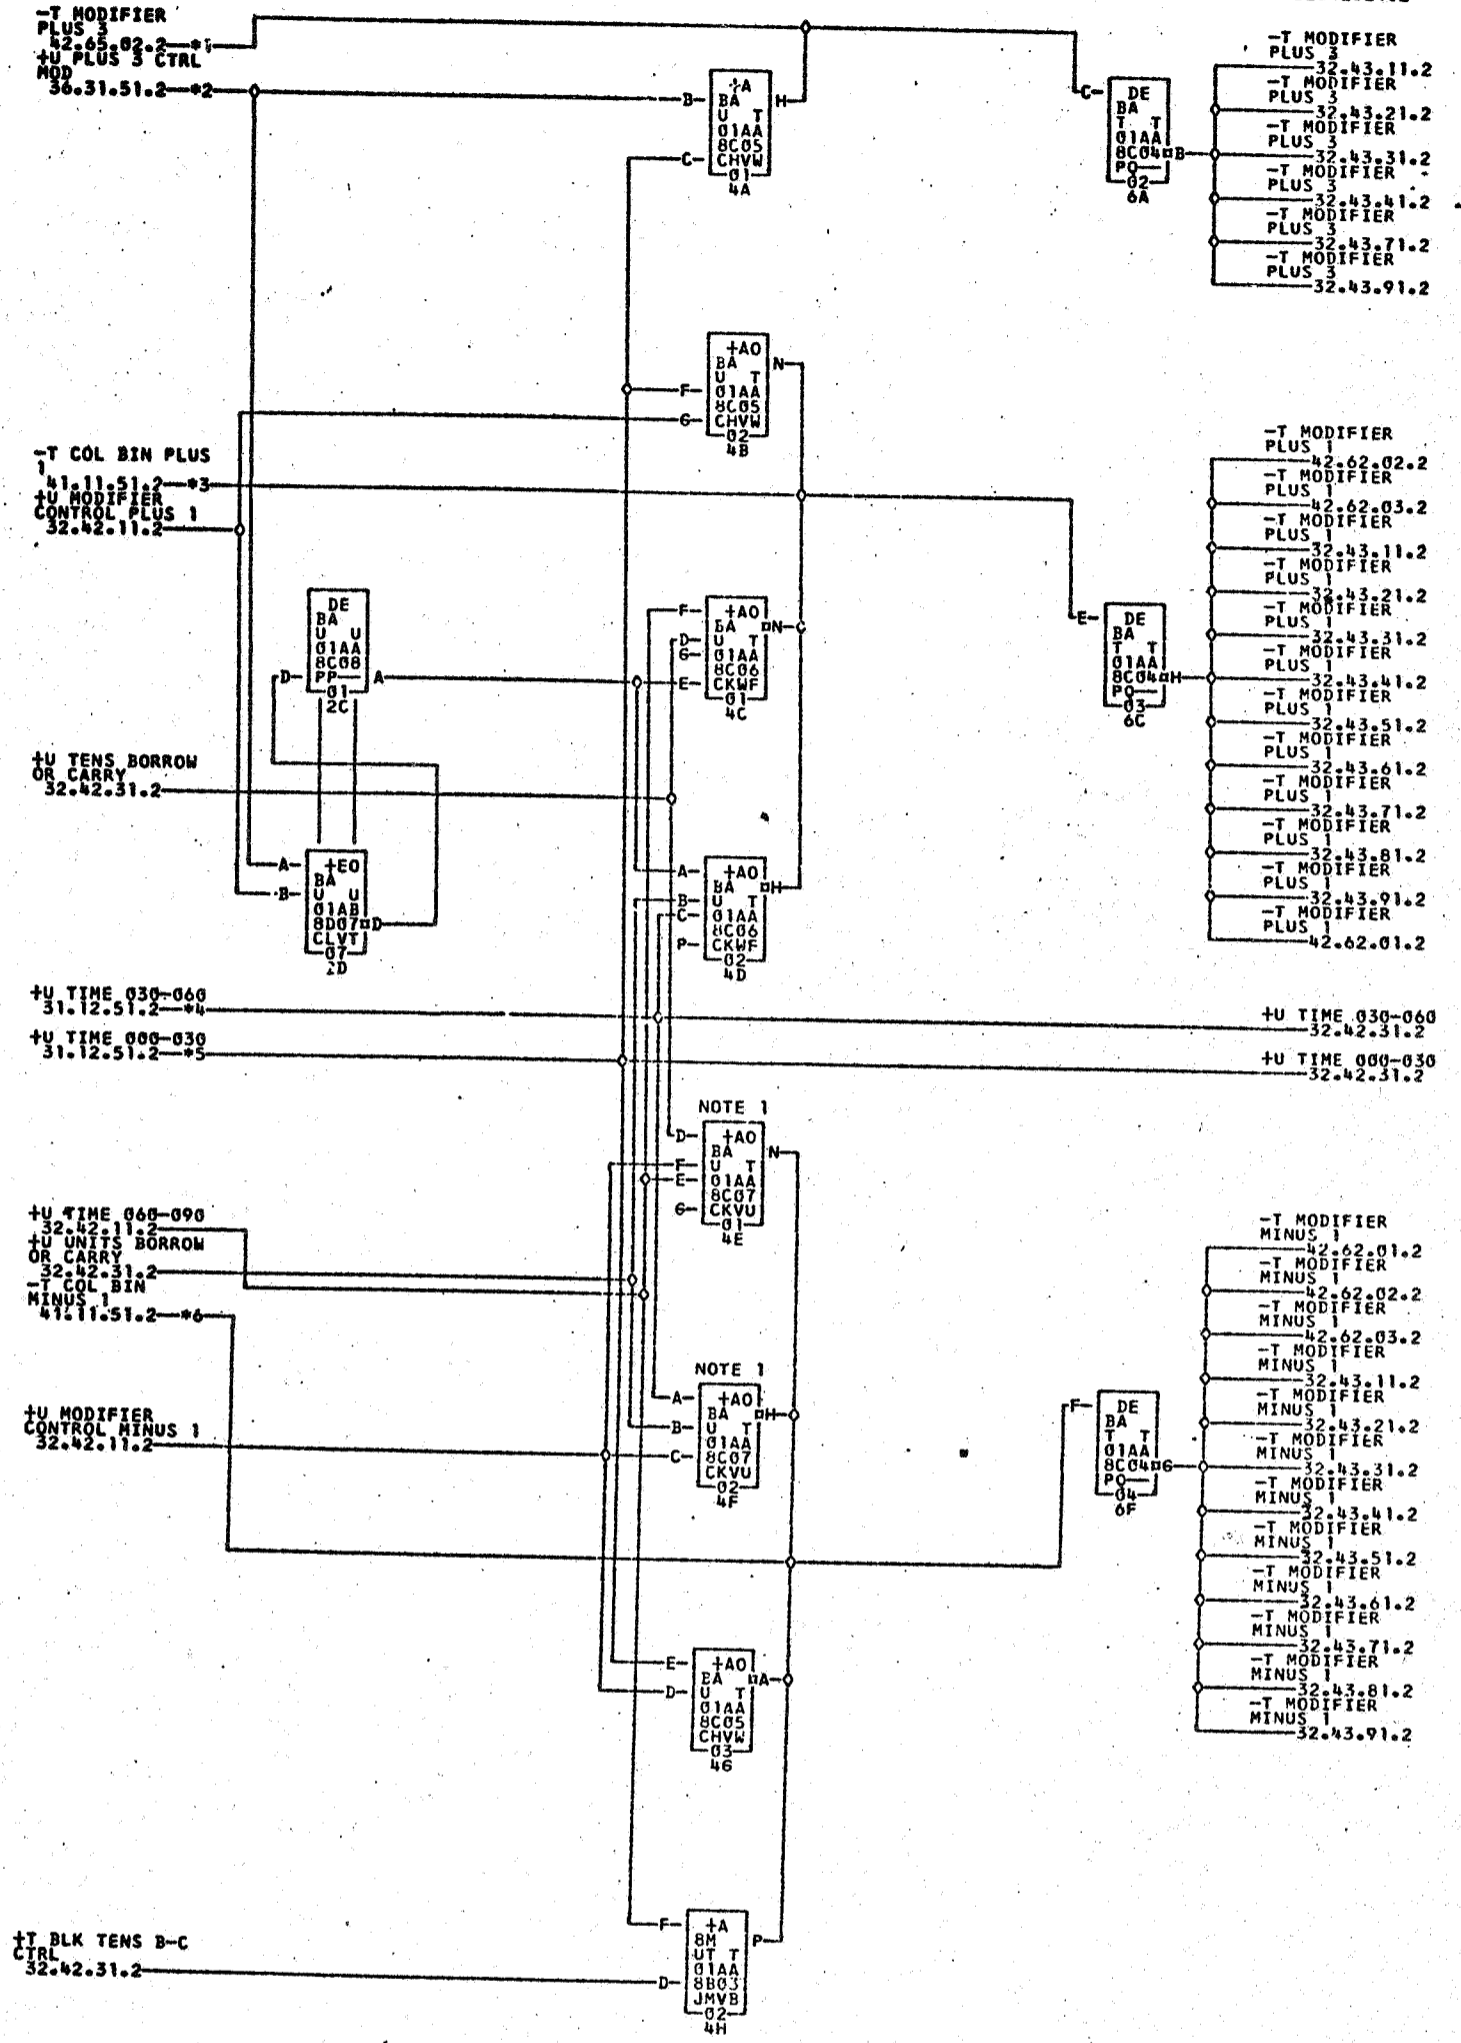 -T MODIFIER
PLUS 3
42.65.02.2—*1
+U PLUS 3 CTRL
MOD
36.31.51.2—*2
B
C
+A
BA
U T
01AA
8C05
CHVW
01
4A
H
C
DE
BA
T T
01AA
8C04
PQ
02
6A
B
-T MODIFIER
PLUS 3
32.43.11.2
-T MODIFIER
PLUS 3
32.43.21.2
-T MODIFIER
PLUS 3
32.43.31.2
-T MODIFIER
PLUS 3
32.43.41.2
-T MODIFIER
PLUS 3
32.43.71.2
-T MODIFIER
PLUS 3
32.43.91.2
F
G
+AO
BA
U T
01AA
8C05
CHVW
02
4B
N
-T COL BIN PLUS
1
41.11.51.2—*3
+U MODIFIER
CONTROL PLUS 1
32.42.11.2
D
DE
BA
U U
01AA
8C08
PP
01
2C
A
F
D
G
E
+AO
BA
U T
01AA
8C06
CKWF
01
4C
N
C
E
DE
BA
T T
01AA
8C04
PQ
03
6C
H
-T MODIFIER
PLUS 1
42.62.02.2
-T MODIFIER
PLUS 1
42.62.03.2
-T MODIFIER
PLUS 1
32.43.11.2
-T MODIFIER
PLUS 1
32.43.21.2
-T MODIFIER
PLUS 1
32.43.31.2
-T MODIFIER
PLUS 1
32.43.41.2
-T MODIFIER
PLUS 1
32.43.51.2
-T MODIFIER
PLUS 1
32.43.61.2
-T MODIFIER
PLUS 1
32.43.71.2
-T MODIFIER
PLUS 1
32.43.81.2
-T MODIFIER
PLUS 1
32.43.91.2
-T MODIFIER
PLUS 1
42.62.01.2
+U TENS BORROW
OR CARRY
32.42.31.2
A
B
+EO
BA
U U
01AB
8D07
CLVT
07
2D
D
A
B
C
P
+AO
BA
U T
01AA
8C06
CKWF
02
4D
H
+U TIME 030-060
31.12.51.2—*4
+U TIME 030-060
32.42.31.2
+U TIME 000-030
31.12.51.2—*5
+U TIME 000-030
32.42.31.2
NOTE 1
D
F
E
G
+AO
BA
U T
01AA
8C07
CKVU
01
4E
N
+U TIME 060-090
32.42.11.2
+U UNITS BORROW
OR CARRY
32.42.31.2
-T COL BIN
MINUS 1
41.11.51.2—*6
NOTE 1
A
B
C
+AO
BA
U T
01AA
8C07
CKVU
02
4F
H
+U MODIFIER
CONTROL MINUS 1
32.42.11.2
F
DE
BA
T T
01AA
8C04
PQ
04
6F
G
-T MODIFIER
MINUS 1
42.62.01.2
-T MODIFIER
MINUS 1
42.62.02.2
-T MODIFIER
MINUS 1
42.62.03.2
-T MODIFIER
MINUS 1
32.43.11.2
-T MODIFIER
MINUS 1
32.43.21.2
-T MODIFIER
MINUS 1
32.43.31.2
-T MODIFIER
MINUS 1
32.43.41.2
-T MODIFIER
MINUS 1
32.43.51.2
-T MODIFIER
MINUS 1
32.43.61.2
-T MODIFIER
MINUS 1
32.43.71.2
-T MODIFIER
MINUS 1
32.43.81.2
-T MODIFIER
MINUS 1
32.43.91.2
E
D
+AO
BA
U T
01AA
8C05
CHVW
03
4G
A
+T BLK TENS B-C
CTRL
32.42.31.2
F
D
+A
8M
UT T
01AA
8B03
JMVB
02
4H
P